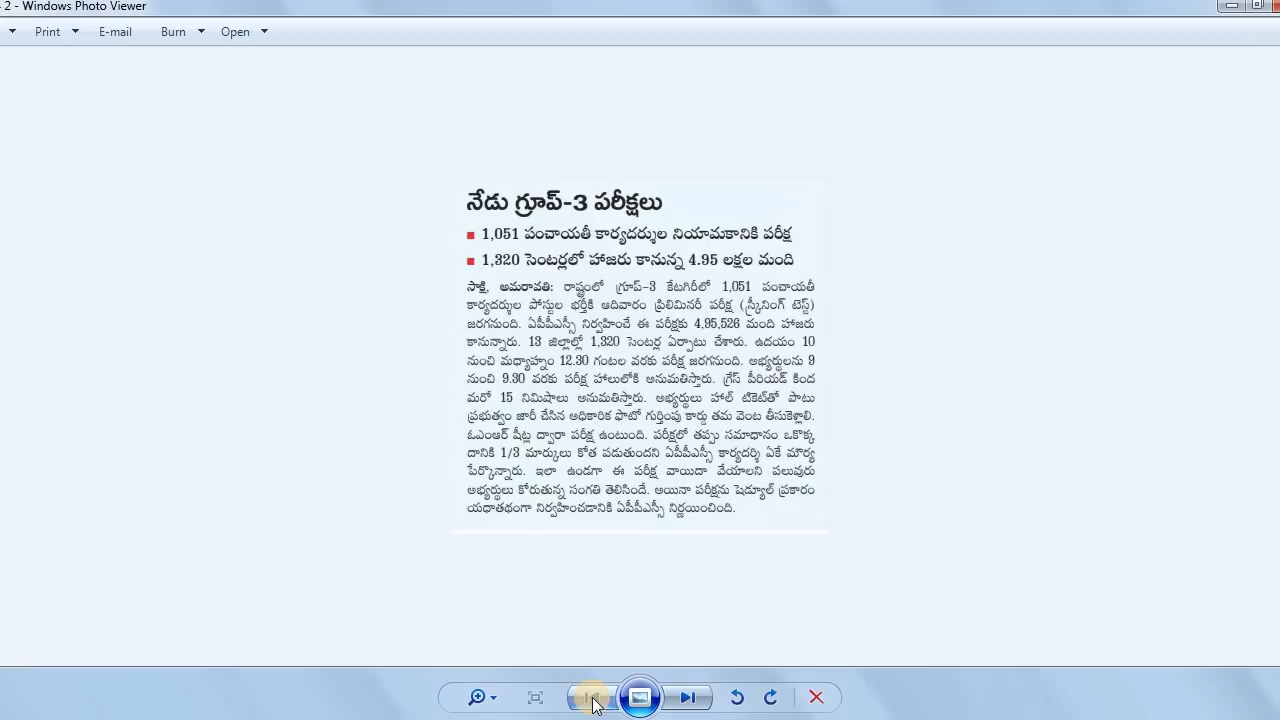 2 - Windows Photo Viewer
Print E-mail Burn Open
నేడు గ్రూప్-3 పరీక్షలు
1,051 పంచాయతీ కార్యదర్శుల నియామకానికి పరీక్ష
1,320 సెంటర్లలో హాజరు కానున్న 4.95 లక్షల మంది
సాక్షి, అమరావతి: రాష్ట్రంలో గ్రూప్-3 కేటగిరీలో 1,051 పంచాయతీ
కార్యదర్శుల పోస్టుల భర్తీకి ఆదివారం ప్రిలిమినరీ పరీక్ష (స్క్రీనింగ్ టెస్ట్)
జరగనుంది. ఏపీపీఎస్సీ నిర్వహించే ఈ పరీక్షకు 4,95,526 మంది హాజరు
కానున్నారు. 13 జిల్లాల్లో 1,320 సెంటర్ల ఏర్పాటు చేశారు. ఉదయం 10
నుంచి మధ్యాహ్నం 12.30 గంటల వరకు పరీక్ష జరగనుంది. అభ్యర్థులను 9
నుంచి 9.30 వరకు పరీక్ష హాలులోకి అనుమతిస్తారు. గ్రేస్ పీరియడ్ కింద
మరో 15 నిమిషాలు అనుమతిస్తారు. అభ్యర్థులు హాల్ టికెట్‌తో పాటు
ప్రభుత్వం జారీ చేసిన అధికారిక ఫొటో గుర్తింపు కార్డు తమ వెంట తీసుకెళ్లాలి.
ఓఎంఆర్ షీట్ల ద్వారా పరీక్ష ఉంటుంది. పరీక్షలో తప్పు సమాధానం ఒకొక్క
దానికి 1/3 మార్కులు కోత పడుతుందని ఏపీపీఎస్సీ కార్యదర్శి ఏకే మౌర్య
పేర్కొన్నారు. ఇలా ఉండగా ఈ పరీక్ష వాయిదా వేయాలని పలువురు
అభ్యర్థులు కోరుతున్న సంగతి తెలిసిందే. అయినా పరీక్షను షెడ్యూల్ ప్రకారం
యధాతథంగా నిర్వహించడానికి ఏపీపీఎస్సీ నిర్ణయించింది.